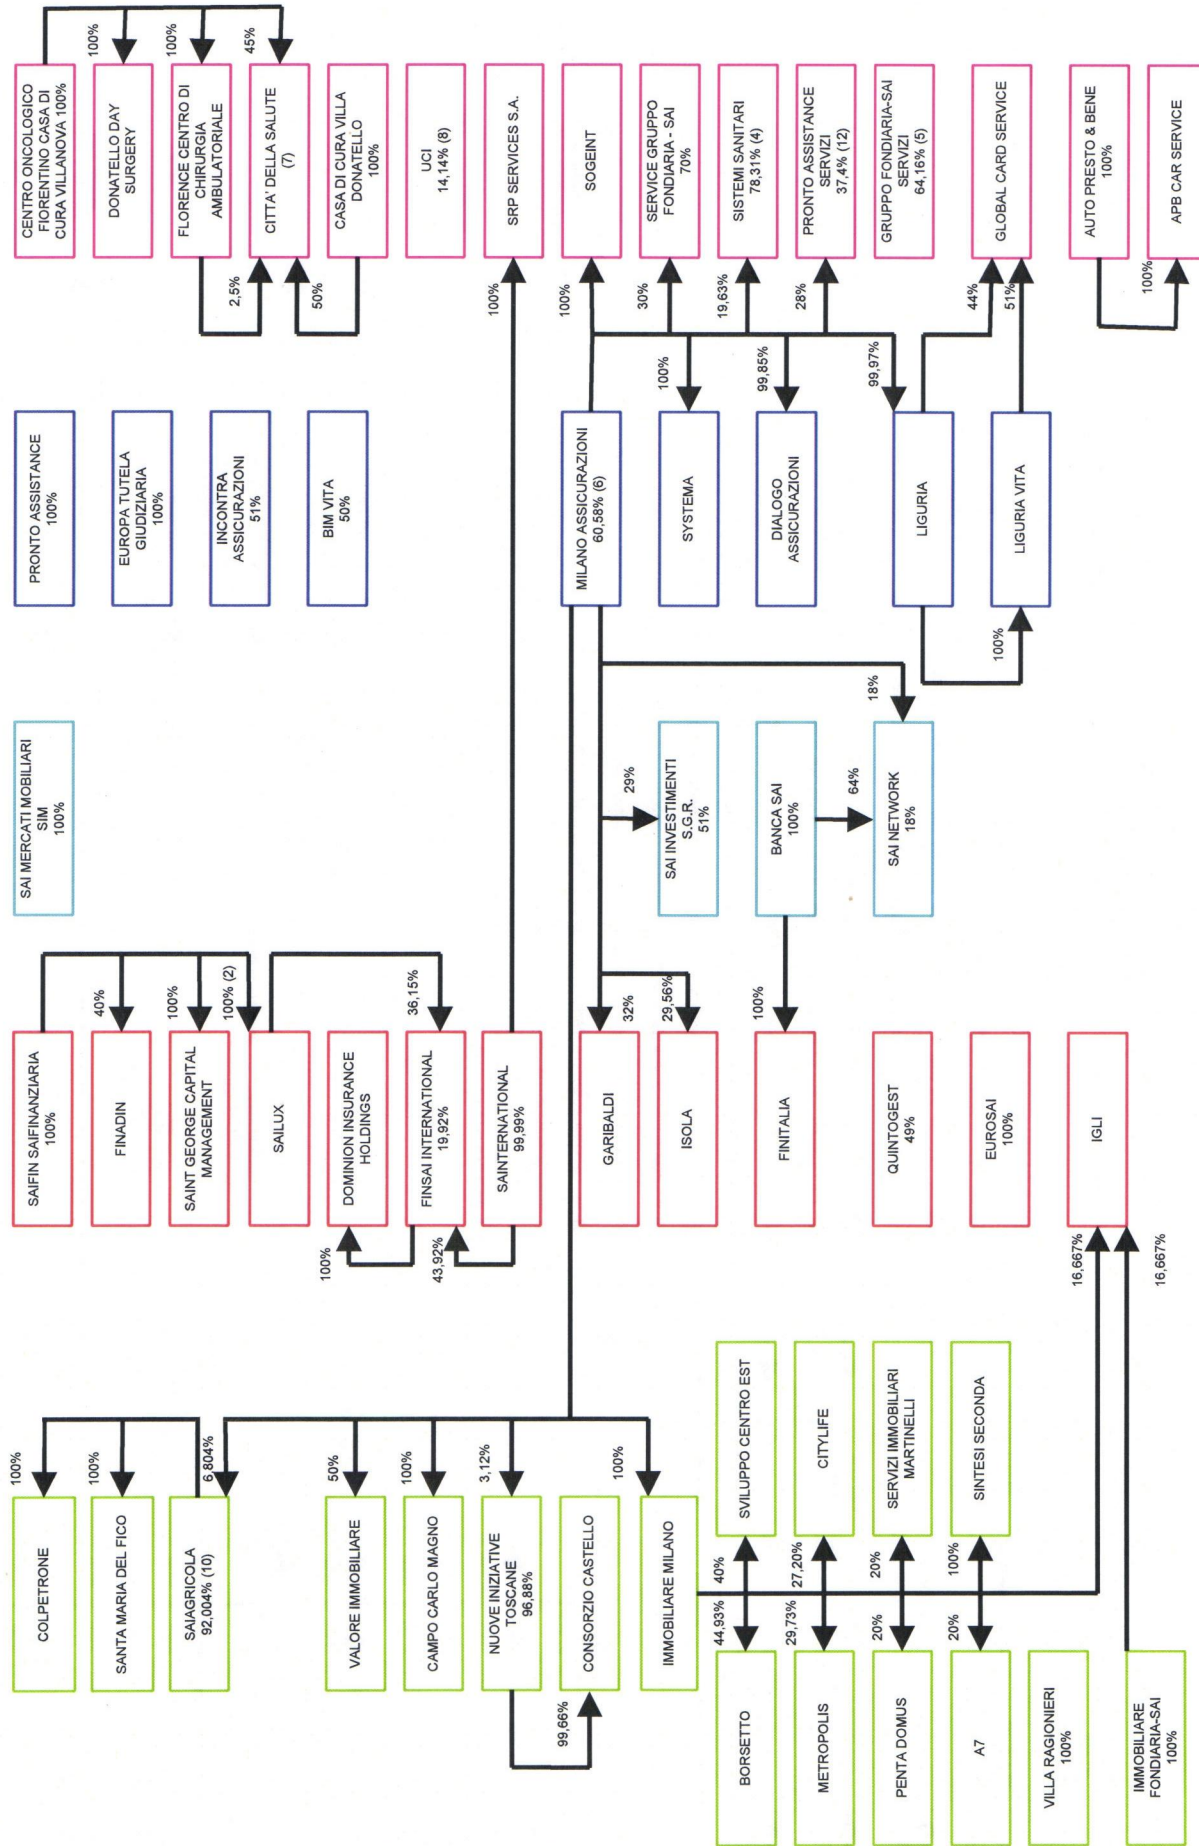 COLPETRONE
100%
SANTA MARIA DEL FICO
100%
SAIAGRICOLA
92,004% (10)
6,804%
VALORE IMMOBILIARE
50%
CAMPO CARLO MAGNO
100%
NUOVE INIZIATIVE
TOSCANE
96,88%
3,12%
CONSORZIO CASTELLO
99,66%
IMMOBILIARE MILANO
100%
BORSETTO
44,93%
40%
SVILUPPO CENTRO EST
METROPOLIS
29,73%
27,20%
CITYLIFE
PENTA DOMUS
20%
20%
SERVIZI IMMOBILIARI
MARTINELLI
A7
20%
100%
SINTESI SECONDA
VILLA RAGIONIERI
100%
IMMOBILIARE
FONDIARIA-SAI
100%
SAIFIN SAIFINANZIARIA
100%
FINADIN
40%
SAINT GEORGE CAPITAL
MANAGEMENT
100%
100% (2)
SAILUX
DOMINION INSURANCE
HOLDINGS
100%
FINSAI INTERNATIONAL
19,92%
36,15%
43,92%
SAINTERNATIONAL
99,99%
GARIBALDI
32%
ISOLA
29,56%
FINITALIA
100%
QUINTOGEST
49%
EUROSAI
100%
IGLI
16,667%
16,667%
SAI MERCATI MOBILIARI
SIM
100%
SAI INVESTIMENTI
S.G.R.
51%
29%
BANCA SAI
100%
64%
SAI NETWORK
18%
18%
PRONTO ASSISTANCE
100%
EUROPA TUTELA
GIUDIZIARIA
100%
INCONTRA
ASSICURAZIONI
51%
BIM VITA
50%
MILANO ASSICURAZIONI
60,58% (6)
SYSTEMA
100%
DIALOGO
ASSICURAZIONI
99,85%
LIGURIA
99,97%
LIGURIA VITA
100%
CENTRO ONCOLOGICO
FIORENTINO CASA DI
CURA VILLANOVA 100%
DONATELLO DAY
SURGERY
100%
FLORENCE CENTRO DI
CHIRURGIA
AMBULATORIALE
100%
CITTA' DELLA SALUTE
(7)
45%
2,5%
50%
CASA DI CURA VILLA
DONATELLO
100%
UCI
14,14% (8)
SRP SERVICES S.A.
100%
SOGEINT
100%
SERVICE GRUPPO
FONDIARIA - SAI
70%
30%
SISTEMI SANITARI
78,31% (4)
19,63%
PRONTO ASSISTANCE
SERVIZI
37,4% (12)
28%
GRUPPO FONDIARIA-SAI
SERVIZI
64,16% (5)
GLOBAL CARD SERVICE
44%
51%
AUTO PRESTO & BENE
100%
APB CAR SERVICE
100%